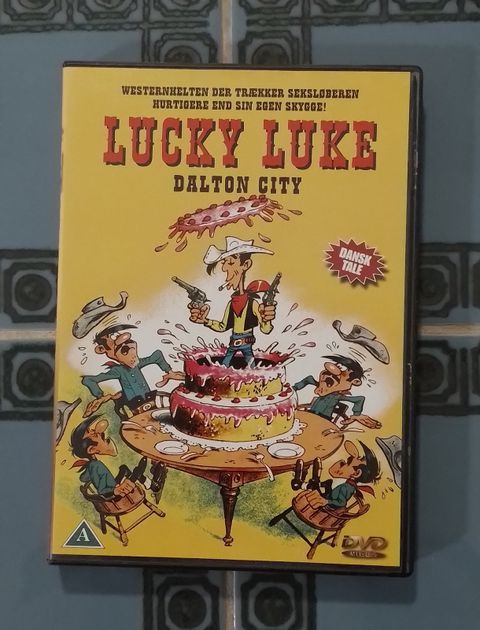 WESTERNHELTEN DER TRÆKKER SEKSLØBEREN
HURTIGERE END SIN EGEN SKYGGE!
LUCKY LUKE
DALTON CITY
DANSK
TALE
A
DVD